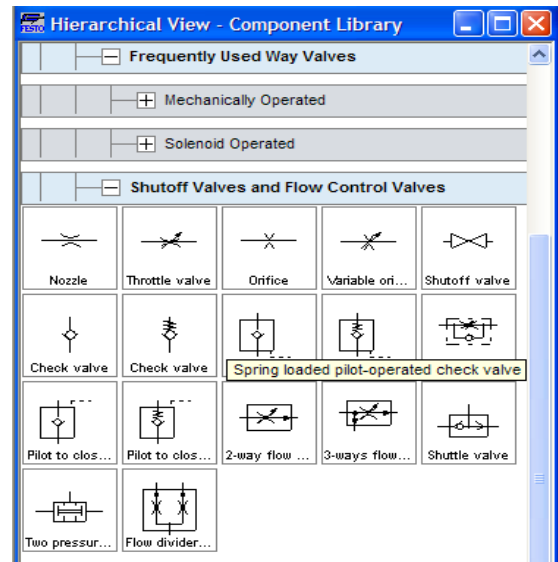 FESTO
Hierarchical View - Component Library
Frequently Used Way Valves
Mechanically Operated
Solenoid Operated
Shutoff Valves and Flow Control Valves
Nozzle Throttle valve Orifice Variable ori... Shutoff valve
Check valve Check valve Spring loaded pilot-operated check valve
Pilot to clos... Pilot to clos... 2-way flow ... 3-ways flow... Shuttle valve
Two pressur... Flow divider...